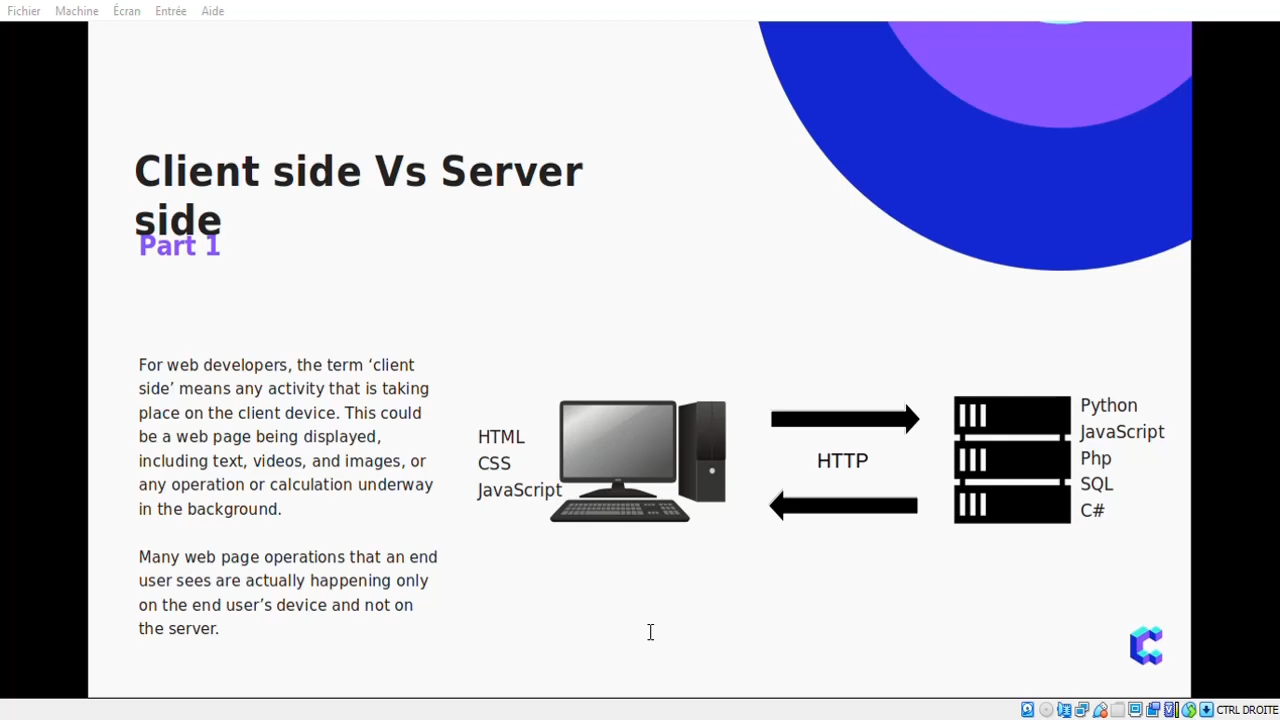 Fichier Machine Écran Entrée Aide
Client side Vs Server
side
Part 1
For web developers, the term ‘client
side’ means any activity that is taking
place on the client device. This could
be a web page being displayed,
including text, videos, and images, or
any operation or calculation underway
in the background.
Many web page operations that an end
user sees are actually happening only
on the end user’s device and not on
the server.
HTML
CSS
JavaScript
HTTP
Python
JavaScript
Php
SQL
C#
CTRL DROITE